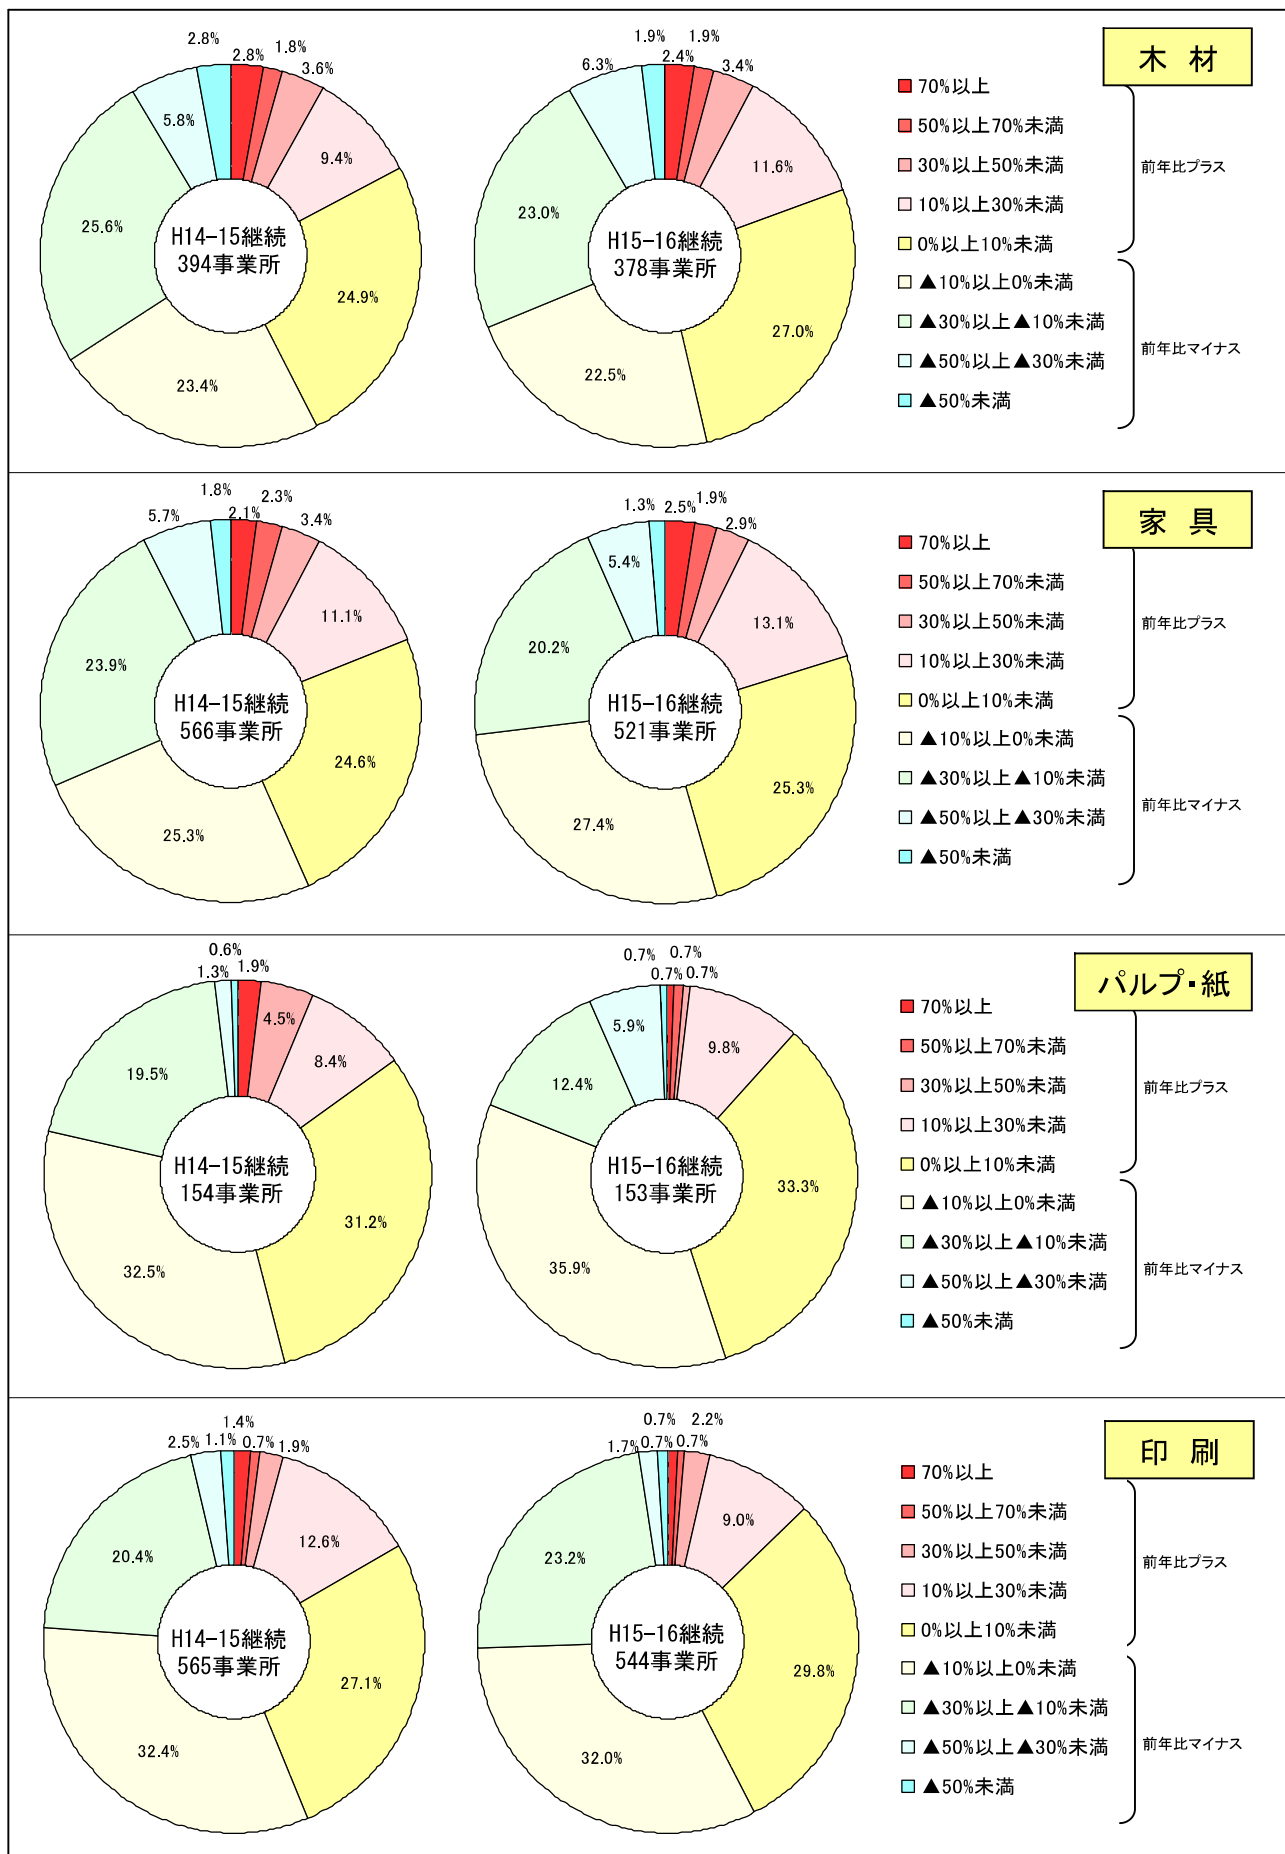 木 材
2.8%
2.8%
1.8%
3.6%
9.4%
24.9%
23.4%
25.6%
5.8%
H14-15継続
394事業所
1.9%
2.4%
1.9%
3.4%
11.6%
27.0%
22.5%
23.0%
6.3%
H15-16継続
378事業所
70%以上
50%以上70%未満
30%以上50%未満
10%以上30%未満
0%以上10%未満
▲10%以上0%未満
▲30%以上▲10%未満
▲50%以上▲30%未満
▲50%未満
前年比プラス
前年比マイナス
家 具
1.8%
2.1%
2.3%
3.4%
11.1%
24.6%
25.3%
23.9%
5.7%
H14-15継続
566事業所
1.3%
2.5%
1.9%
2.9%
13.1%
25.3%
27.4%
20.2%
5.4%
H15-16継続
521事業所
70%以上
50%以上70%未満
30%以上50%未満
10%以上30%未満
0%以上10%未満
▲10%以上0%未満
▲30%以上▲10%未満
▲50%以上▲30%未満
▲50%未満
前年比プラス
前年比マイナス
パルプ・紙
0.6%
1.9%
4.5%
8.4%
31.2%
32.5%
19.5%
1.3%
H14-15継続
154事業所
0.7%
0.7%
0.7%
0.7%
9.8%
33.3%
35.9%
12.4%
5.9%
H15-16継続
153事業所
70%以上
50%以上70%未満
30%以上50%未満
10%以上30%未満
0%以上10%未満
▲10%以上0%未満
▲30%以上▲10%未満
▲50%以上▲30%未満
▲50%未満
前年比プラス
前年比マイナス
印 刷
1.4%
0.7%
1.9%
12.6%
27.1%
32.4%
20.4%
2.5%
1.1%
H14-15継続
565事業所
0.7%
0.7%
2.2%
9.0%
29.8%
32.0%
23.2%
1.7%
0.7%
H15-16継続
544事業所
70%以上
50%以上70%未満
30%以上50%未満
10%以上30%未満
0%以上10%未満
▲10%以上0%未満
▲30%以上▲10%未満
▲50%以上▲30%未満
▲50%未満
前年比プラス
前年比マイナス